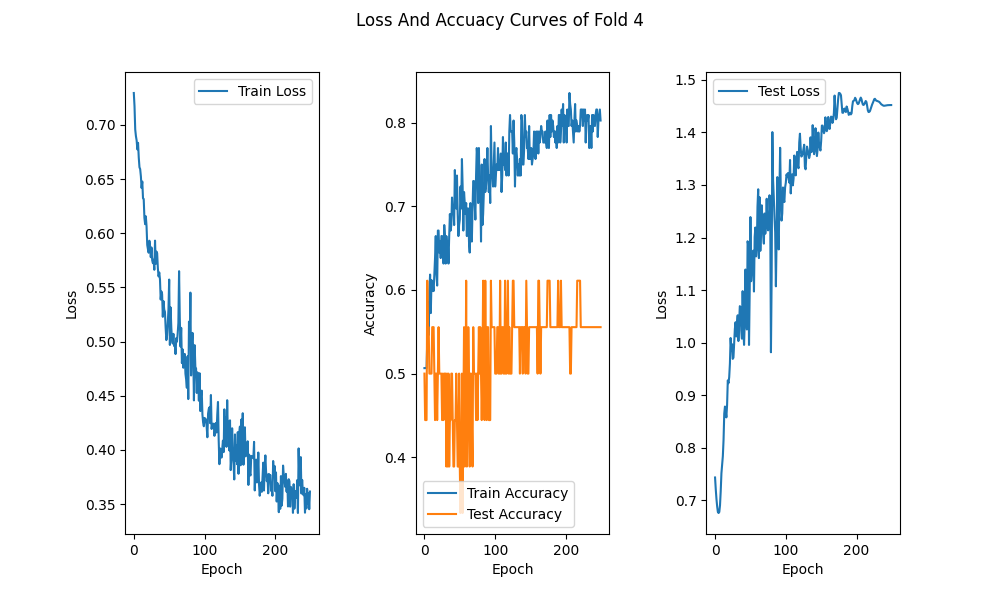 Loss And Accuacy Curves of Fold 4
Train Loss
0.70
0.65
0.60
0.55
0.50
0.45
0.40
0.35
Loss
0
100
200
Epoch
0.8
0.7
0.6
0.5
0.4
Accuracy
Train Accuracy
Test Accuracy
0
100
200
Epoch
Test Loss
1.5
1.4
1.3
1.2
1.1
1.0
0.9
0.8
0.7
Loss
0
100
200
Epoch